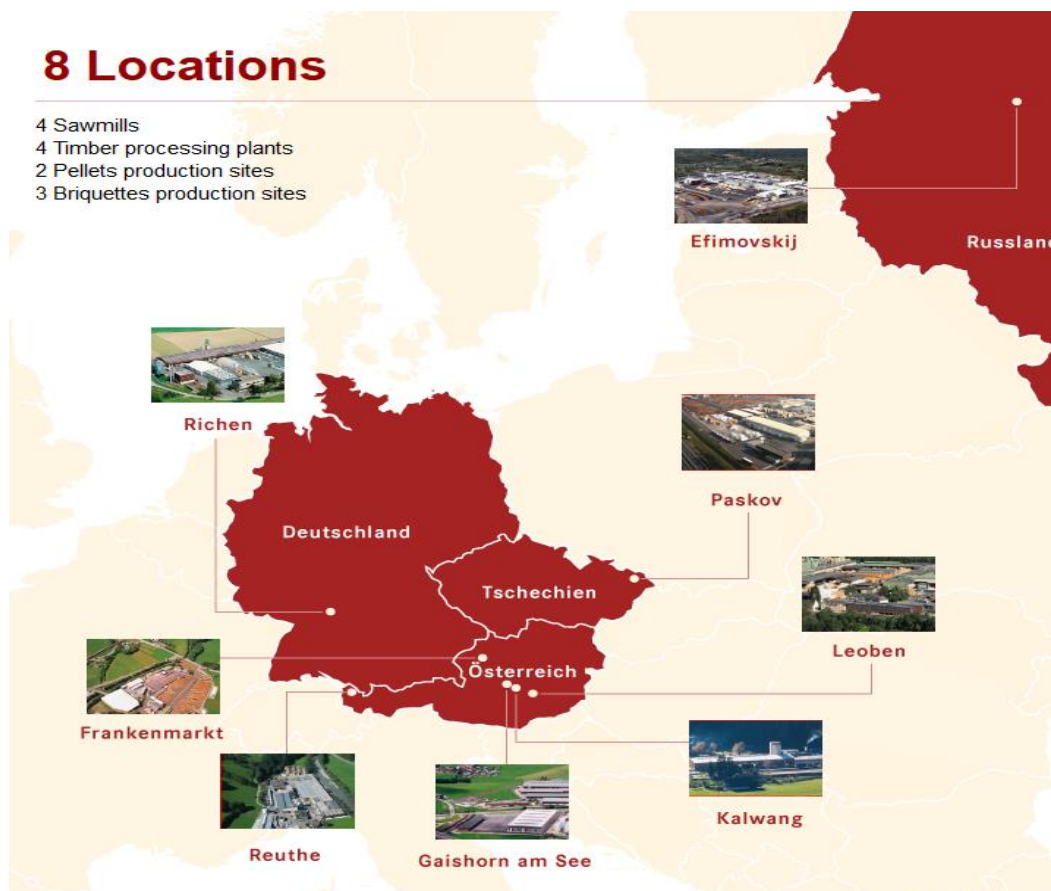 8 Locations
4 Sawmills
4 Timber processing plants
2 Pellets production sites
3 Briquettes production sites
Efimovskij
Russland
Richen
Paskov
Deutschland
Tschechien
Leoben
Österreich
Frankenmarkt
Kalwang
Reuthe
Gaishorn am See